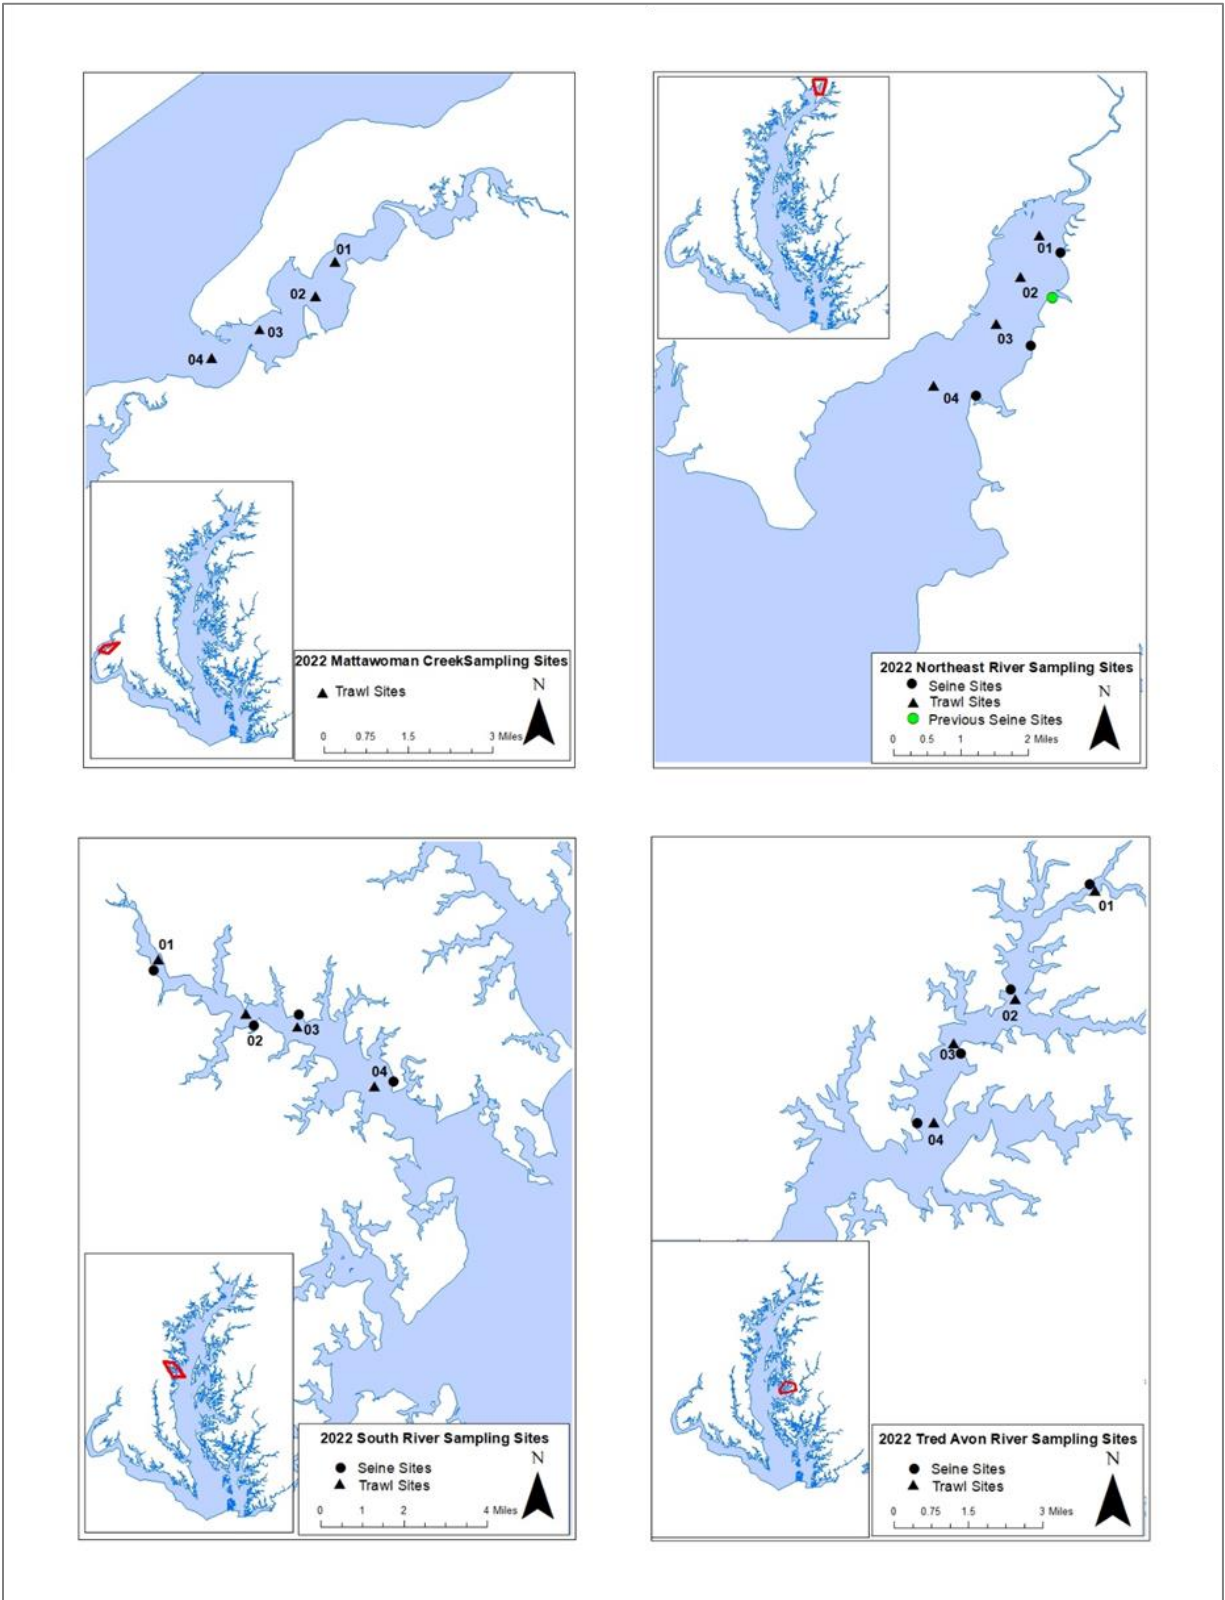 01
02
03
04
2022 Mattawoman CreekSampling Sites
Trawl Sites
N
0 0.75 1.5 3 Miles
01
02
03
04
2022 Northeast River Sampling Sites
Seine Sites
Trawl Sites
Previous Seine Sites
N
0 0.5 1 2 Miles
01
02
03
04
2022 South River Sampling Sites
Seine Sites
Trawl Sites
N
0 1 2 4 Miles
01
02
03
04
2022 Tred Avon River Sampling Sites
Seine Sites
Trawl Sites
N
0 0.75 1.5 3 Miles